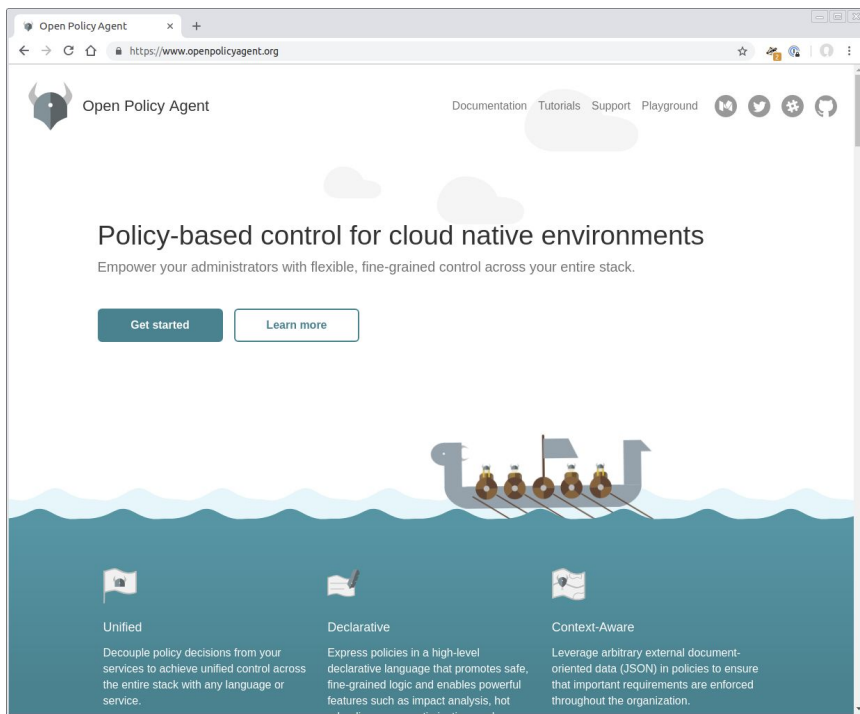 Open Policy Agent
https://www.openpolicyagent.org
2
Open Policy Agent
Documentation Tutorials Support Playground
Policy-based control for cloud native environments
Empower your administrators with flexible, fine-grained control across your entire stack.
Get started Learn more
Unified
Decouple policy decisions from your
services to achieve unified control across
the entire stack with any language or
service.
Declarative
Express policies in a high-level
declarative language that promotes safe,
fine-grained logic and enables powerful
features such as impact analysis, hot
Context-Aware
Leverage arbitrary external document-
oriented data (JSON) in policies to ensure
that important requirements are enforced
throughout the organization.